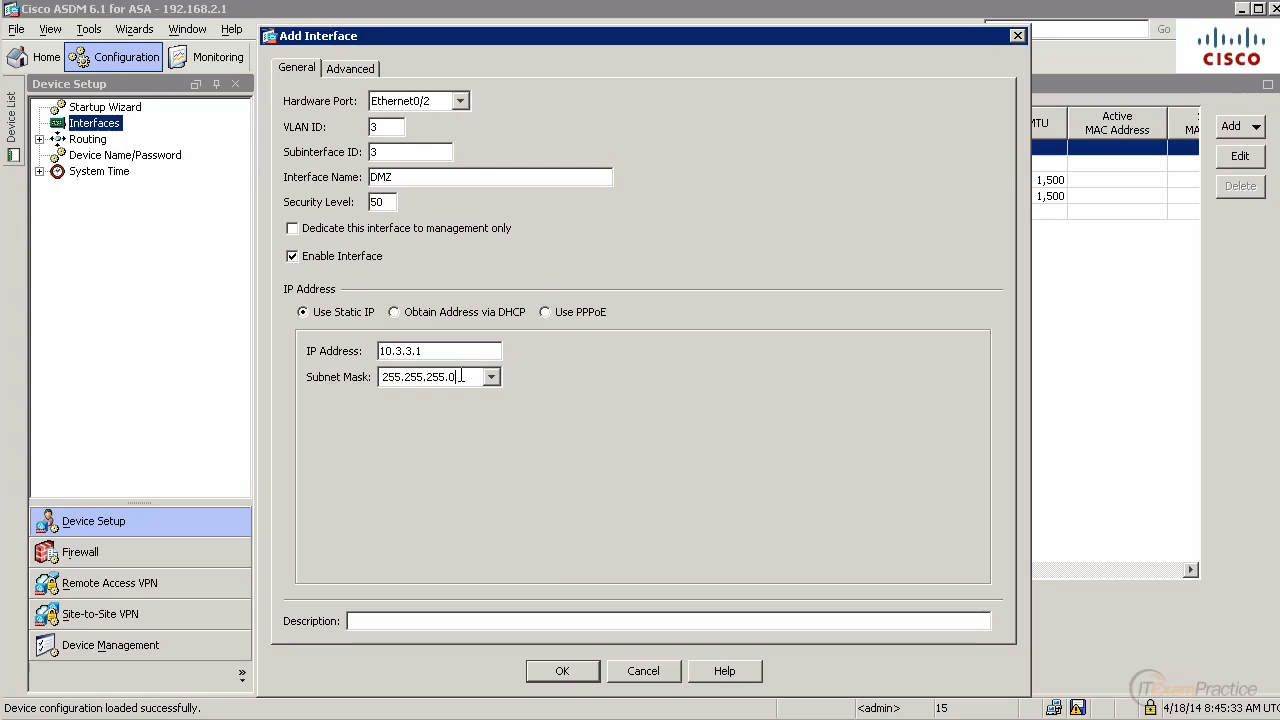 Cisco ASDM 6.1 for ASA - 192.168.2.1
File View Tools Wizards Window Help
Go
Home Configuration Monitoring
CISCO
Device List
Device Setup
Startup Wizard
Interfaces
Routing
Device Name/Password
System Time
Device Setup
Firewall
Remote Access VPN
Site-to-Site VPN
Device Management
Add Interface
General Advanced
Hardware Port: Ethernet0/2
VLAN ID: 3
Subinterface ID: 3
Interface Name: DMZ
Security Level: 50
Dedicate this interface to management only
Enable Interface
IP Address
Use Static IP Obtain Address via DHCP Use PPPoE
IP Address: 10.3.3.1
Subnet Mask: 255.255.255.0
Description:
OK Cancel Help
Active
MAC Address
1,500
1,500
Add
Edit
Delete
ITExamPractice
Device configuration loaded successfully.
<admin> 15 4/18/14 8:45:33 AM